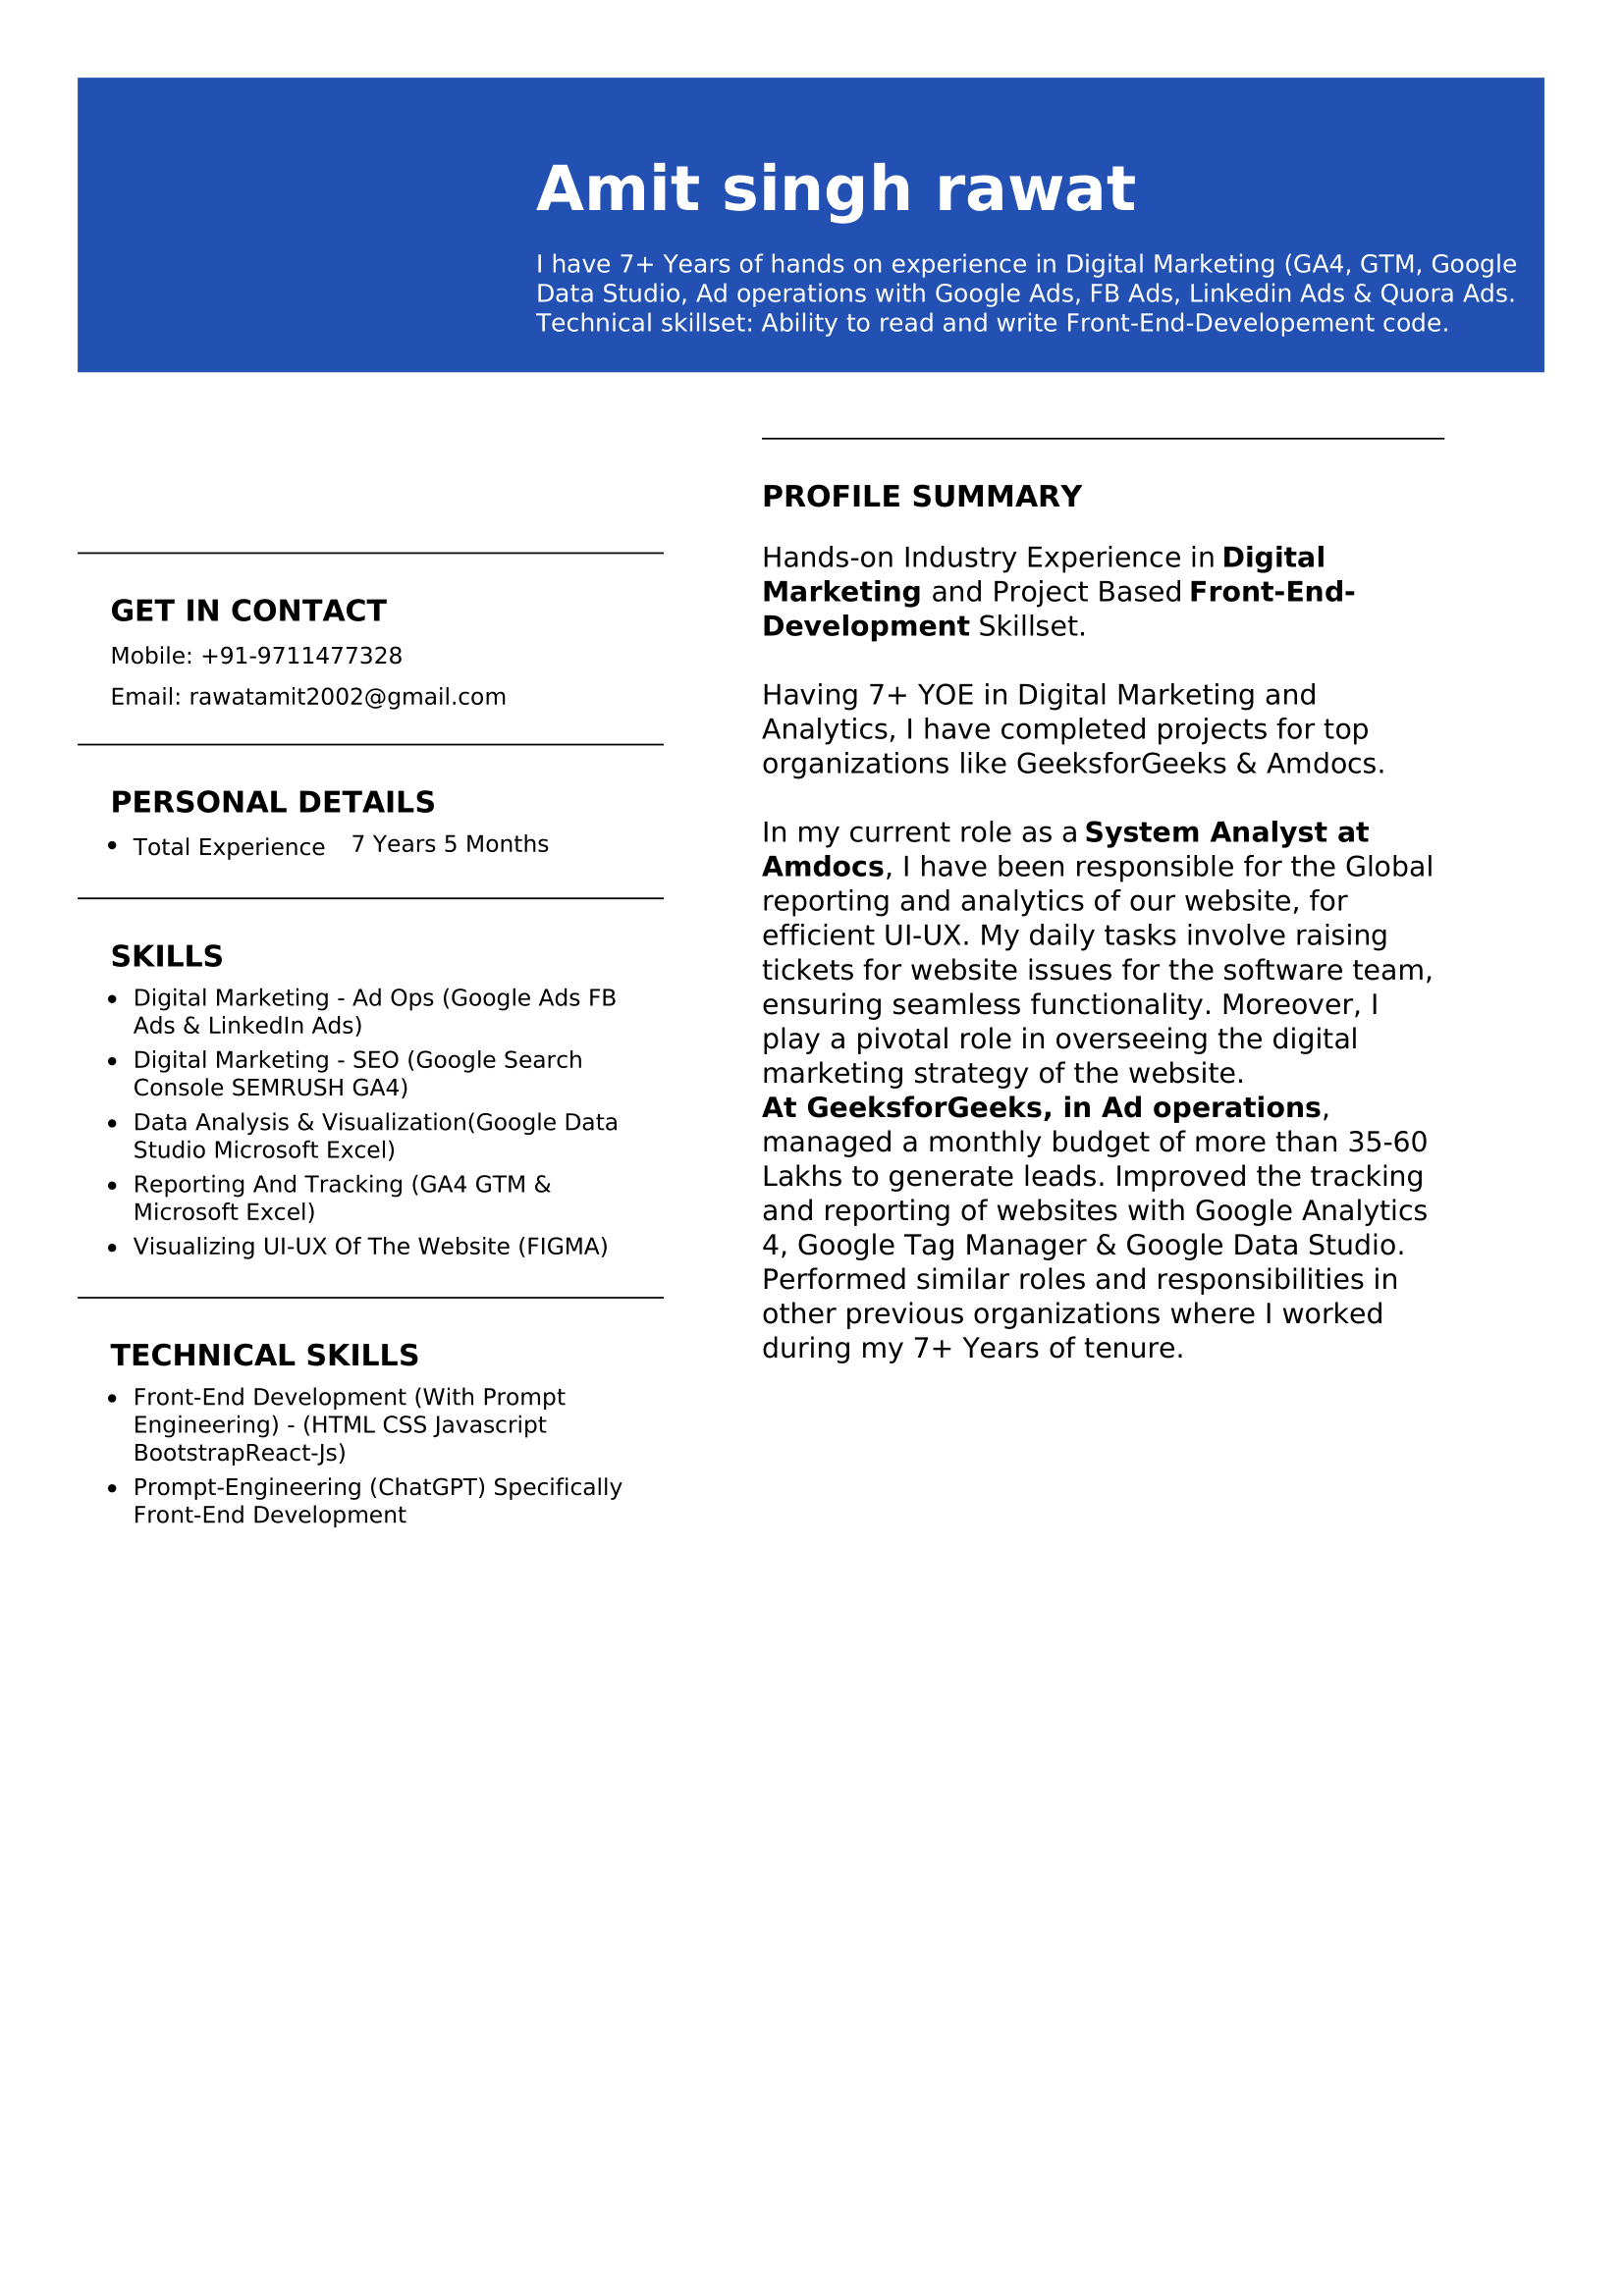 Amit singh rawat
I have 7+ Years of hands on experience in Digital Marketing (GA4, GTM, Google
Data Studio, Ad operations with Google Ads, FB Ads, Linkedin Ads & Quora Ads.
Technical skillset: Ability to read and write Front-End-Developement code.
GET IN CONTACT
Mobile: +91-9711477328
Email: rawatamit2002@gmail.com
PERSONAL DETAILS
• Total Experience 7 Years 5 Months
SKILLS
• Digital Marketing - Ad Ops (Google Ads FB
Ads & LinkedIn Ads)
• Digital Marketing - SEO (Google Search
Console SEMRUSH GA4)
• Data Analysis & Visualization(Google Data
Studio Microsoft Excel)
• Reporting And Tracking (GA4 GTM &
Microsoft Excel)
• Visualizing UI-UX Of The Website (FIGMA)
TECHNICAL SKILLS
• Front-End Development (With Prompt
Engineering) - (HTML CSS Javascript
BootstrapReact-Js)
• Prompt-Engineering (ChatGPT) Specifically
Front-End Development
PROFILE SUMMARY
Hands-on Industry Experience in Digital
Marketing and Project Based Front-End-
Development Skillset.
Having 7+ YOE in Digital Marketing and
Analytics, I have completed projects for top
organizations like GeeksforGeeks & Amdocs.
In my current role as a System Analyst at
Amdocs, I have been responsible for the Global
reporting and analytics of our website, for
efficient UI-UX. My daily tasks involve raising
tickets for website issues for the software team,
ensuring seamless functionality. Moreover, I
play a pivotal role in overseeing the digital
marketing strategy of the website.
At GeeksforGeeks, in Ad operations,
managed a monthly budget of more than 35-60
Lakhs to generate leads. Improved the tracking
and reporting of websites with Google Analytics
4, Google Tag Manager & Google Data Studio.
Performed similar roles and responsibilities in
other previous organizations where I worked
during my 7+ Years of tenure.